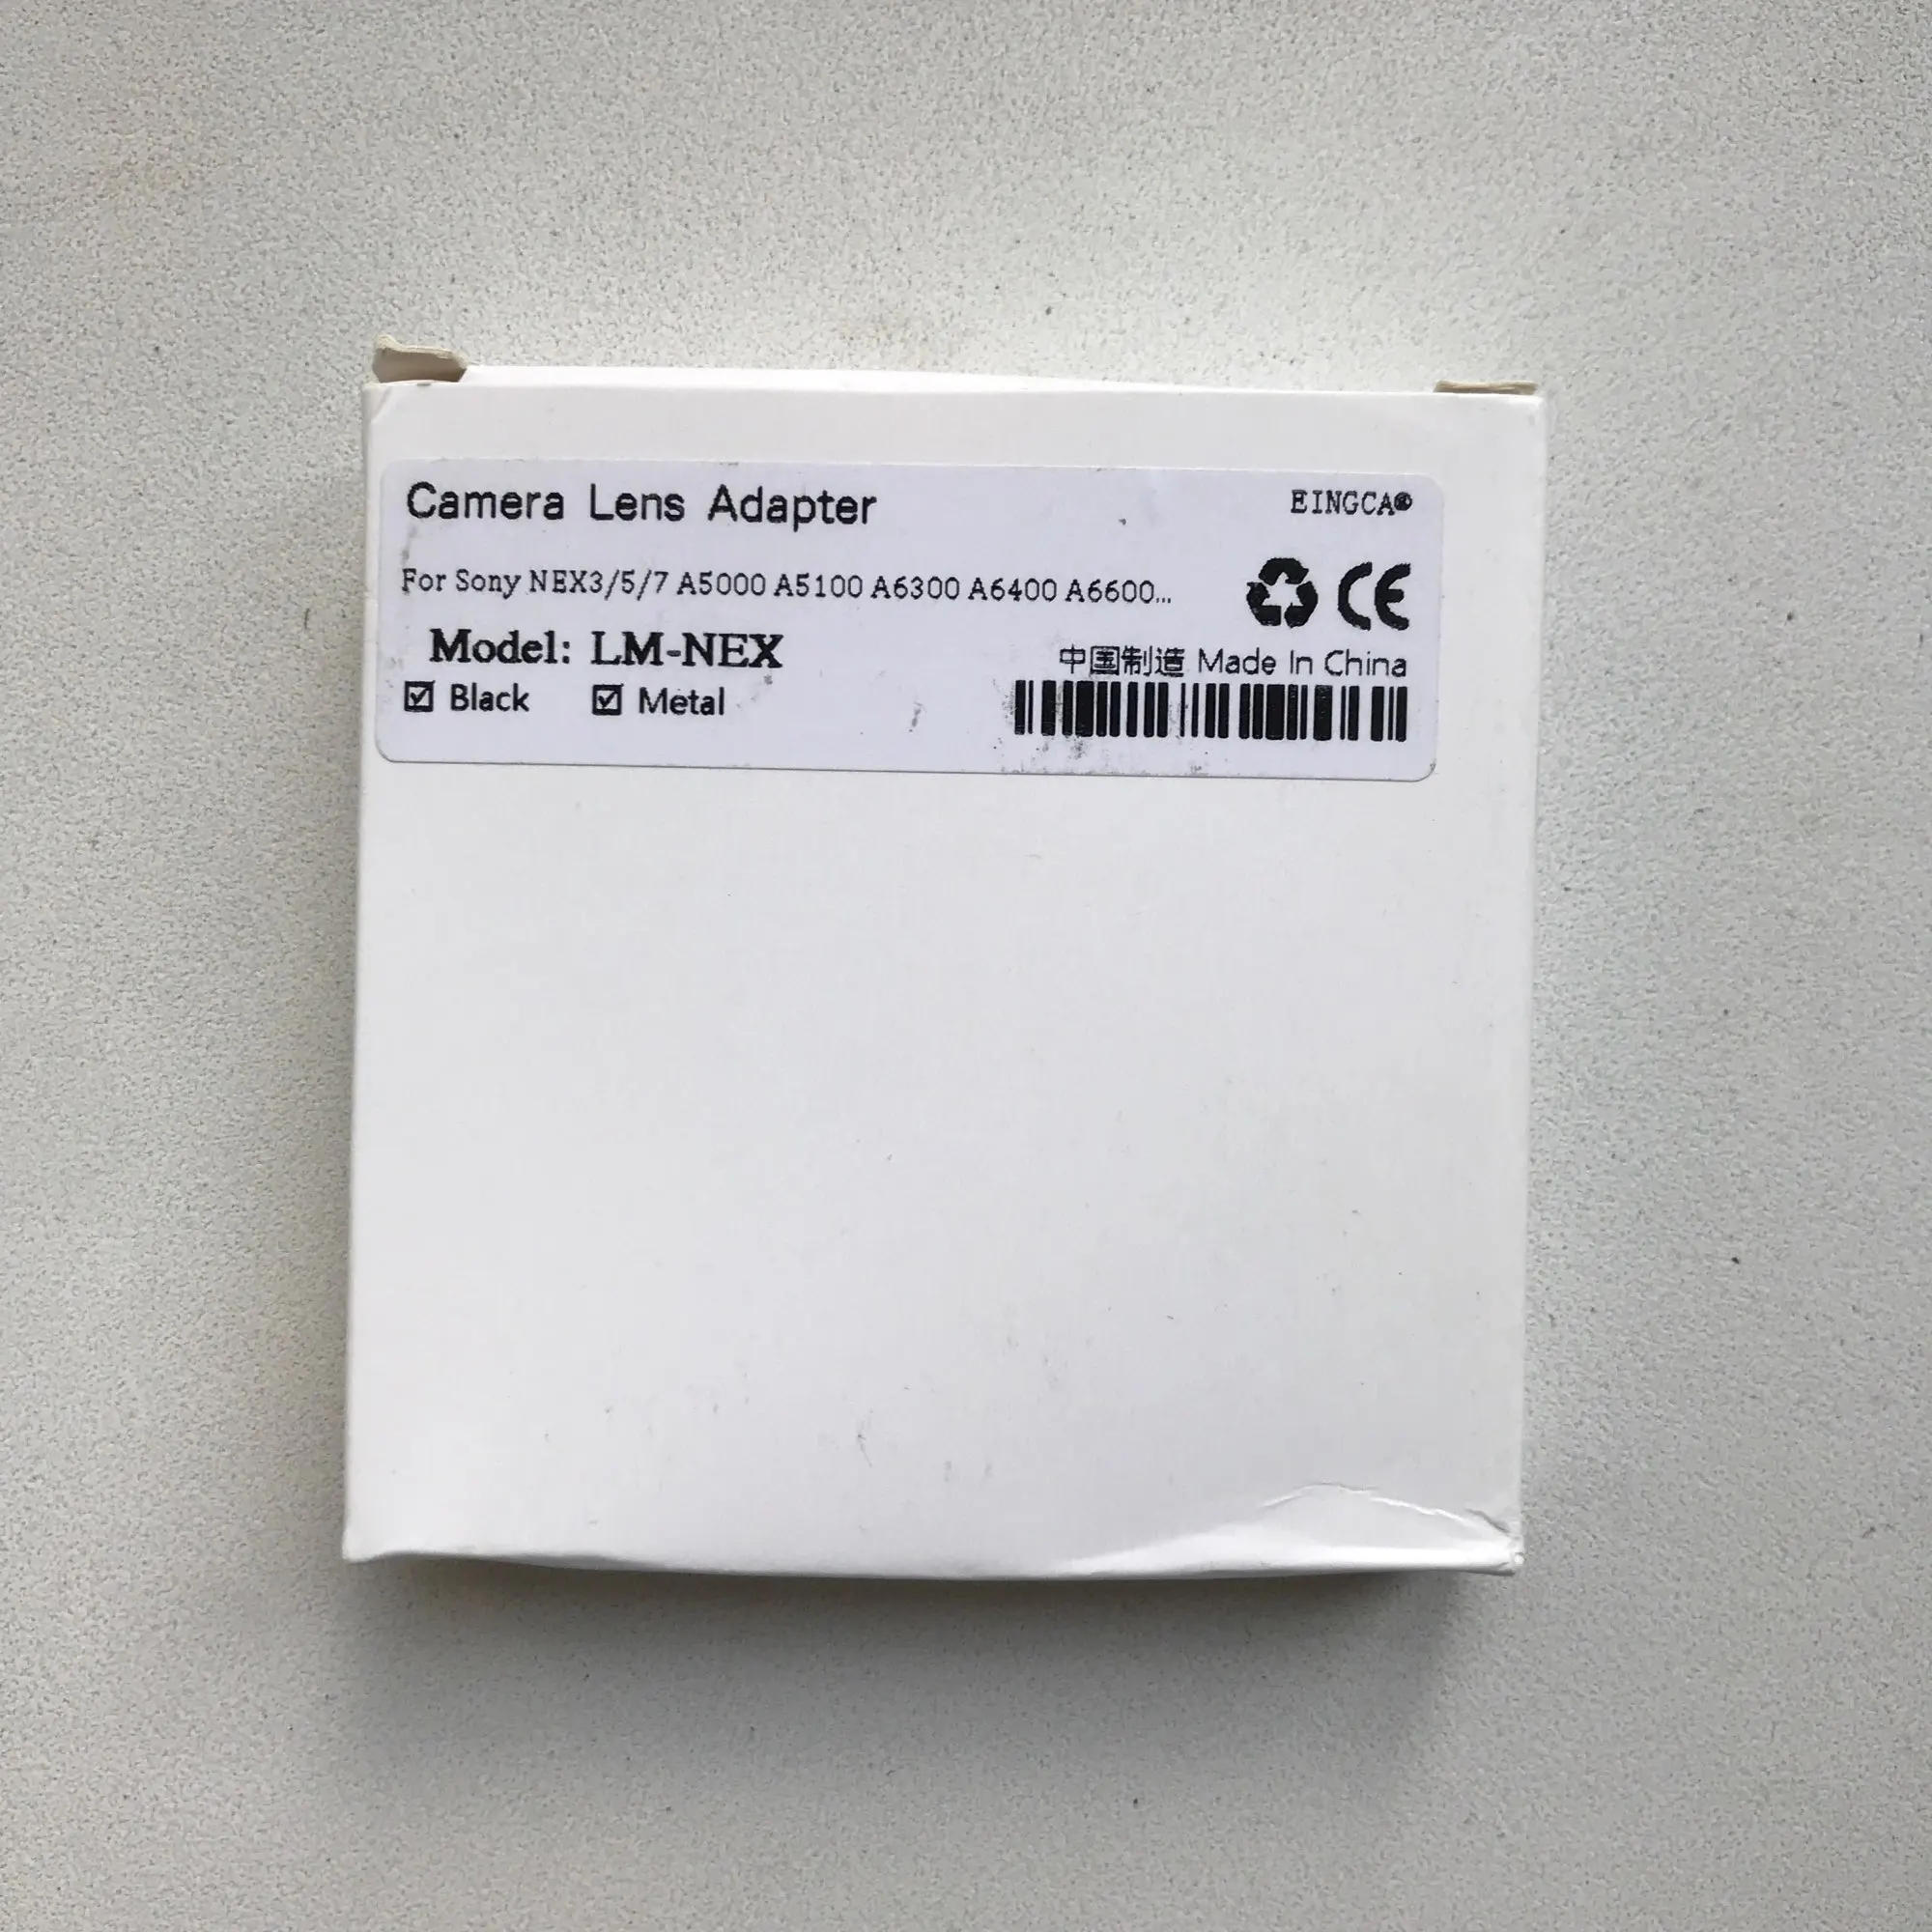 Camera Lens Adapter
EINGCA®
For Sony NEX3/5/7 A5000 A5100 A6300 A6400 A6600...
CE
Model: LM-NEX
中国制造 Made In China
☑ Black ☑ Metal